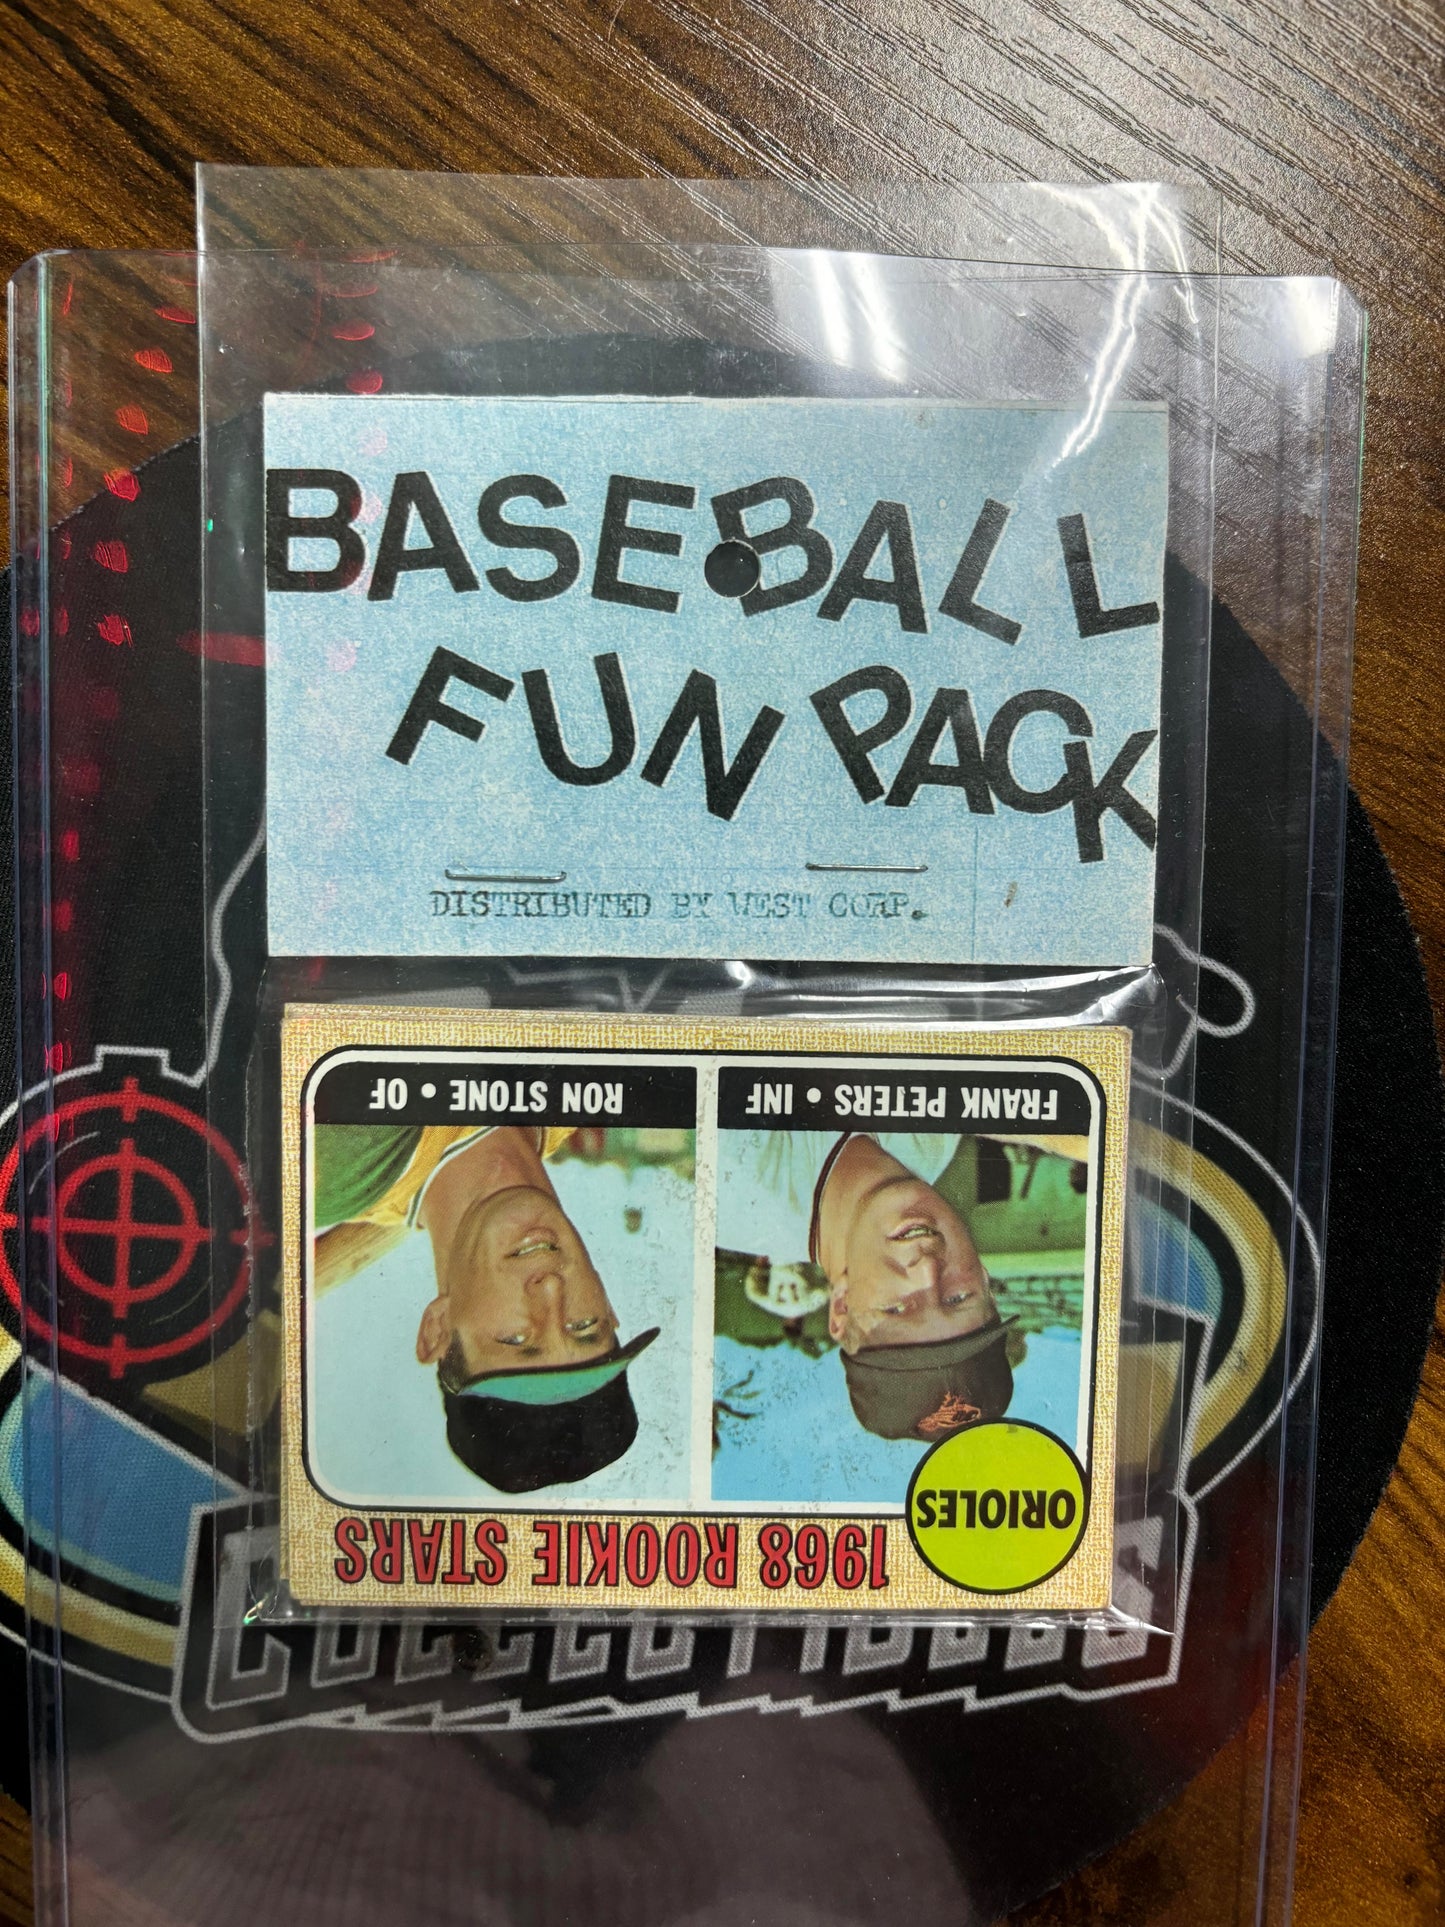 BASEBALL
FUN PACK
DISTRIBUTED BY WEST CORP.
1968 ROOKIE STARS
ORIOLES
FRANK PETERS • INF
RON STONE • OF